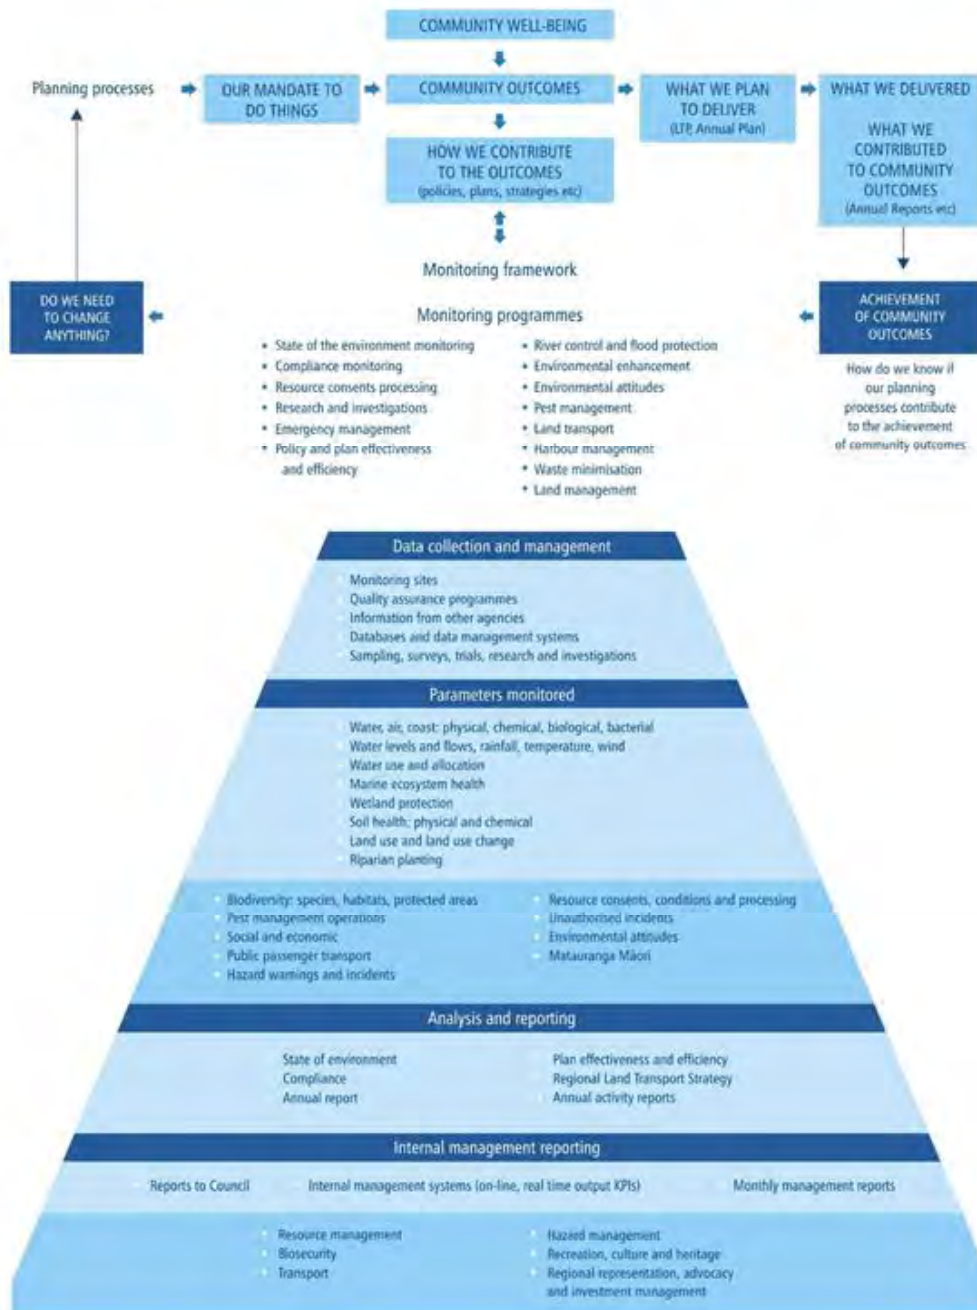 COMMUNITY WELL-BEING
Planning processes
OUR MANDATE TO
DO THINGS
COMMUNITY OUTCOMES
WHAT WE PLAN
TO DELIVER
(LTP, Annual Plan)
WHAT WE DELIVERED
WHAT WE
CONTRIBUTED
TO COMMUNITY
OUTCOMES
(Annual Reports etc)
HOW WE CONTRIBUTE
TO THE OUTCOMES
(policies, plans, strategies etc)
Monitoring framework
DO WE NEED
TO CHANGE
ANYTHING?
Monitoring programmes
• State of the environment monitoring
• Compliance monitoring
• Resource consents processing
• Research and investigations
• Emergency management
• Policy and plan effectiveness
and efficiency
• River control and flood protection
• Environmental enhancement
• Environmental attitudes
• Pest management
• Land transport
• Harbour management
• Waste minimisation
• Land management
ACHIEVEMENT
OF COMMUNITY
OUTCOMES
How do we know if
our planning
processes contribute
to the achievement
of community outcomes
Data collection and management
Monitoring sites
Quality assurance programmes
Information from other agencies
Databases and data management systems
Sampling, surveys, trials, research and investigations
Parameters monitored
Water, air, coast: physical, chemical, biological, bacterial
Water levels and flows, rainfall, temperature, wind
Water use and allocation
Marine ecosystem health
Wetland protection
Soil health; physical and chemical
Land use and land use change
Riparian planting
Biodiversity: species, habitats, protected areas
Pest management operations
Social and economic
Public passenger transport
Hazard warnings and incidents
Resource consents, conditions and processing
Unauthorised incidents
Environmental attitudes
Matauranga Māori
Analysis and reporting
State of environment
Compliance
Annual report
Plan effectiveness and efficiency
Regional Land Transport Strategy
Annual activity reports
Internal management reporting
Reports to Council
Internal management systems (on-line, real time output KPIs)
Monthly management reports
Resource management
Biosecurity
Transport
Hazard management
Recreation, culture and heritage
Regional representation, advocacy
and investment management